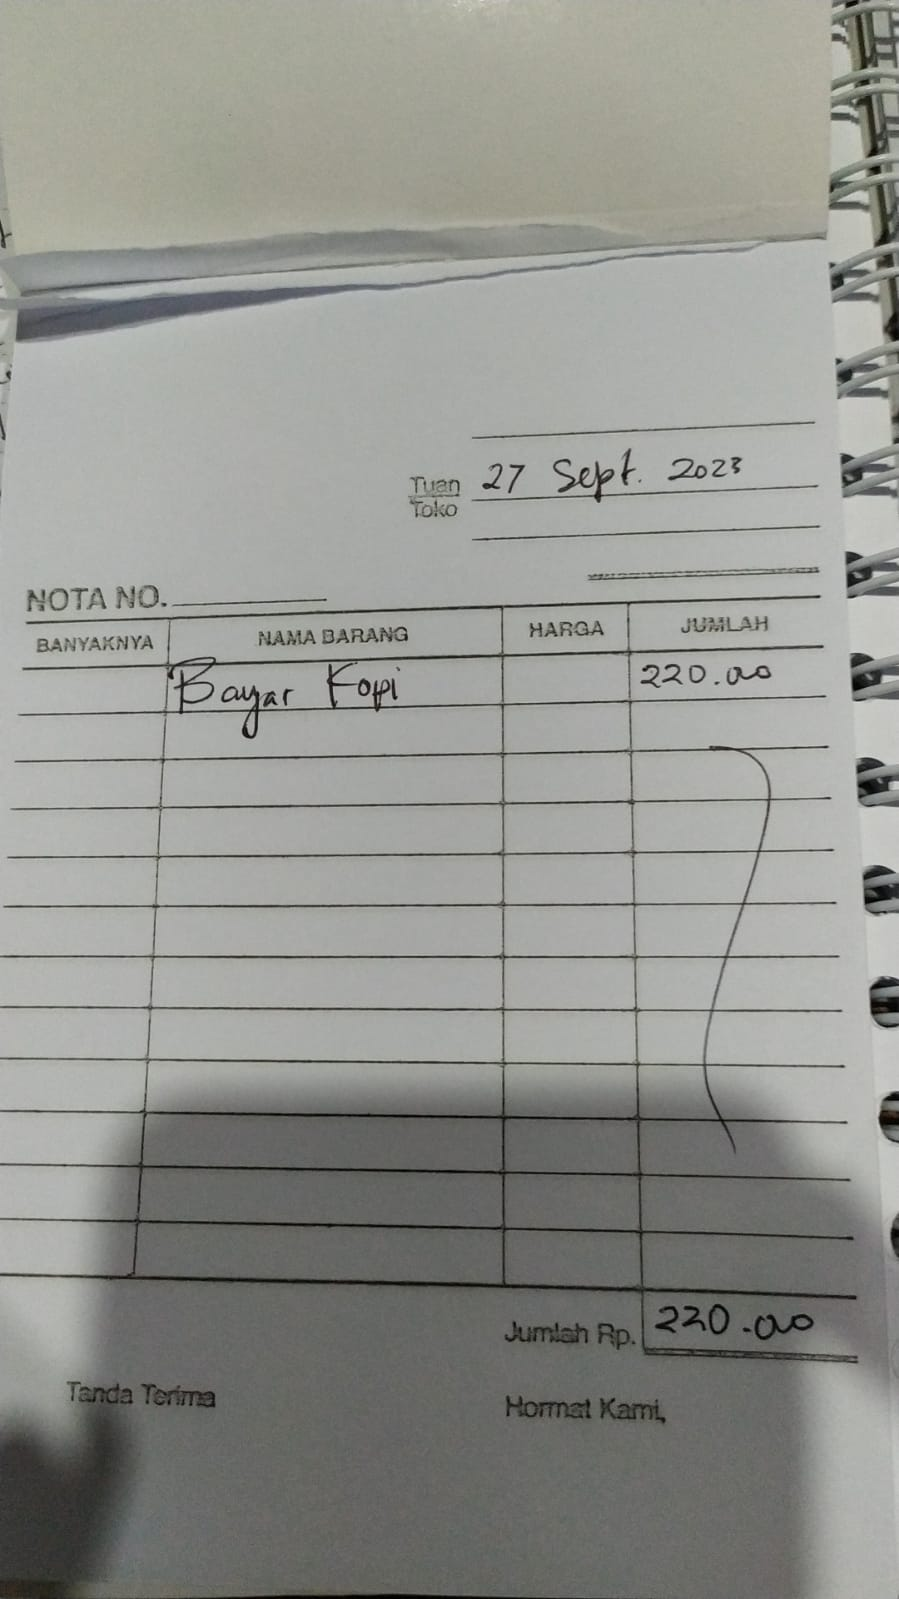 27 Sept. 2023
Tuan
Toko
NOTA NO.
BANYAKNYA NAMA BARANG HARGA JUMLAH
Bayar Kopi 220.000
Jumlah Rp. 220.000
Tanda Terima Hormat Kami,